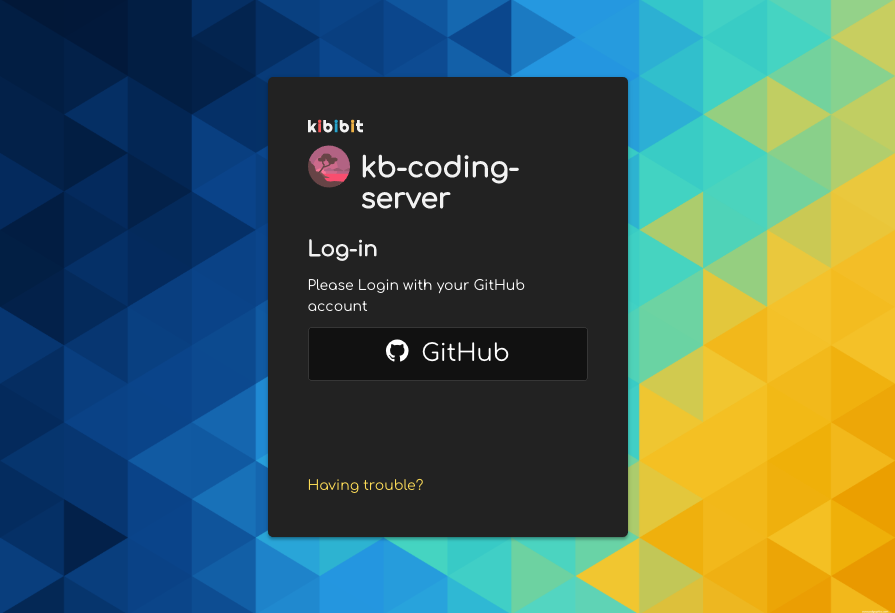 kibibit
kb-coding-
server
Log-in
Please Login with your GitHub
account
GitHub
Having trouble?